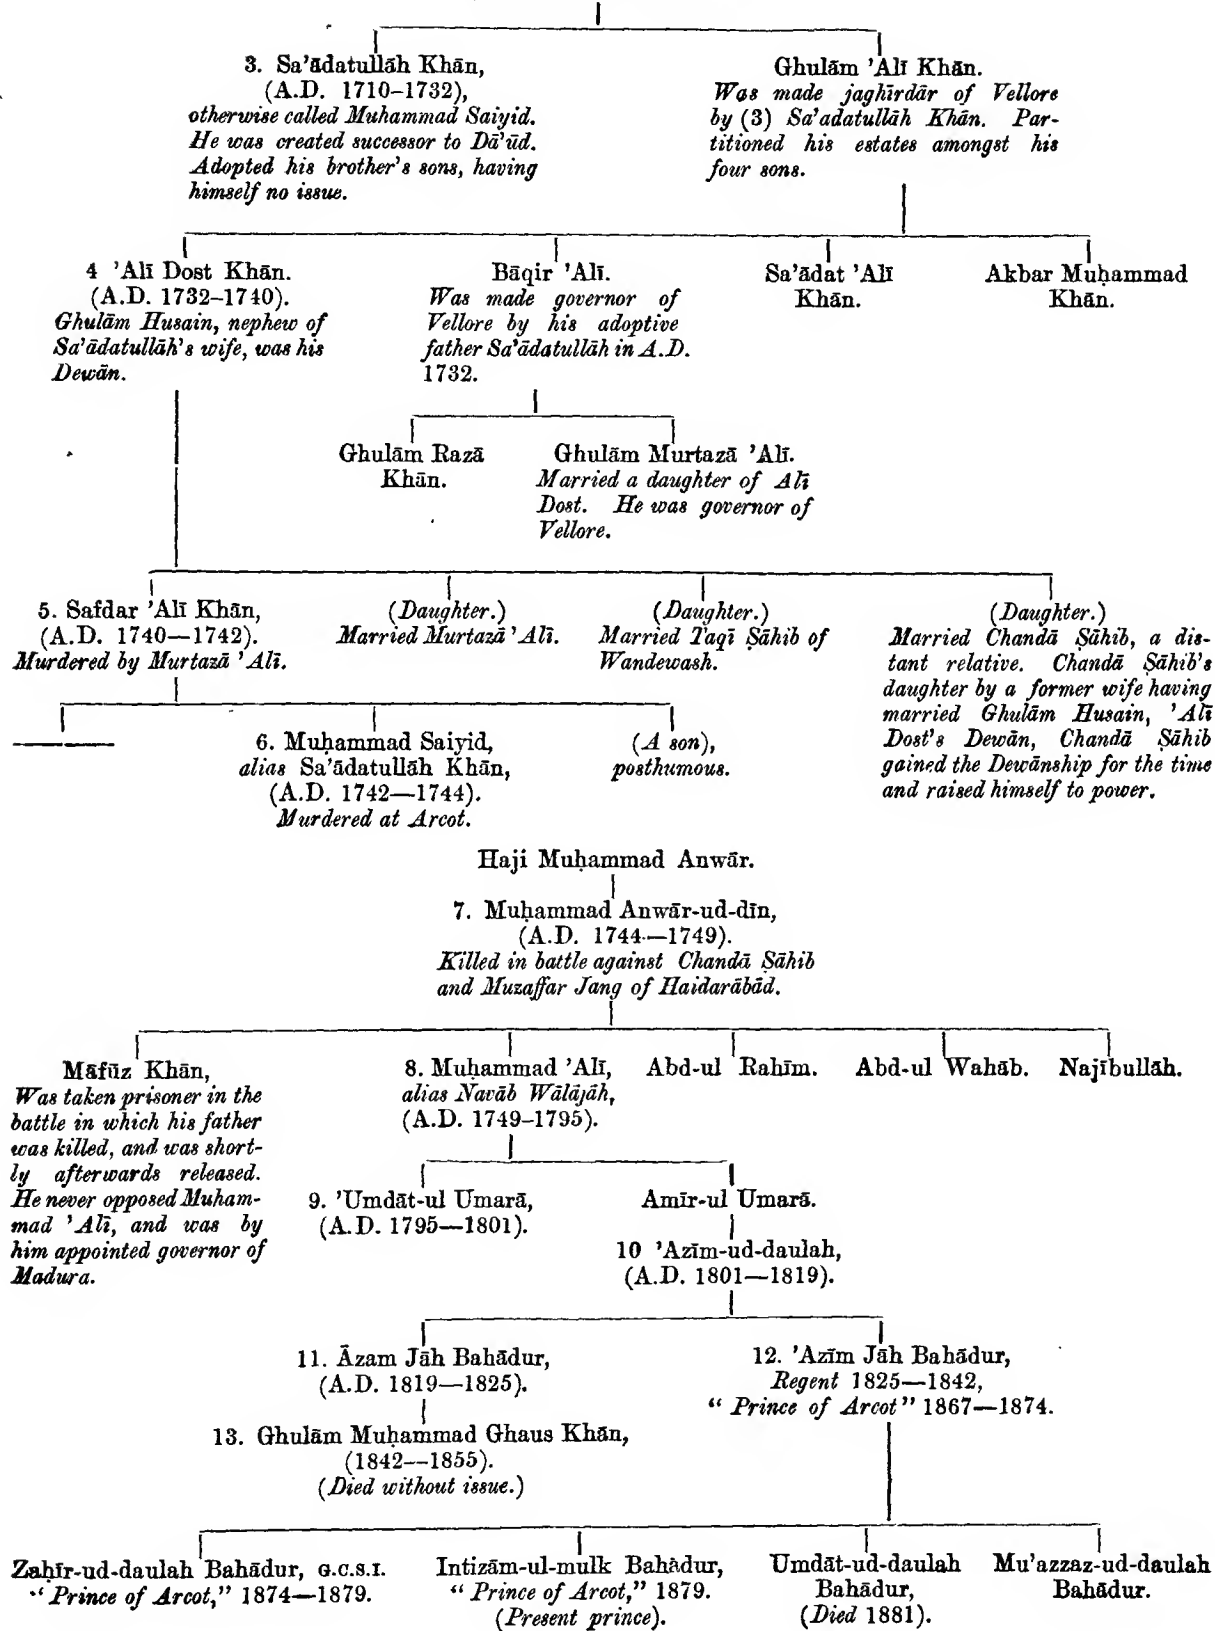 3. Sa'ādatullāh Khān,
(A.D. 1710–1732),
otherwise called Muhammad Saiyid.
He was created successor to Dā'ūd.
Adopted his brother's sons, having
himself no issue.
Ghulām 'Alī Khān.
Was made jaghīrdār of Vellore
by (3) Sa'adatullāh Khān. Par-
titioned his estates amongst his
four sons.
4 'Alī Dost Khān.
(A.D. 1732–1740).
Ghulām Husain, nephew of
Sa'ādatullāh's wife, was his
Dewān.
Bāqir 'Alī.
Was made governor of
Vellore by his adoptive
father Sa'ādatullāh in A.D.
1732.
Sa'ādat 'Alī
Khān.
Akbar Muḥammad
Khān.
Ghulām Razā
Khān.
Ghulām Murtazā 'Alī.
Married a daughter of Alī
Dost. He was governor of
Vellore.
5. Safdar 'Alī Khān,
(A.D. 1740—1742).
Murdered by Murtazā 'Alī.
(Daughter.)
Married Murtazā 'Alī.
(Daughter.)
Married Taqī Ṣāhib of
Wandewash.
(Daughter.)
Married Chandā Ṣāhib, a dis-
tant relative. Chandā Ṣāhib's
daughter by a former wife having
married Ghulām Husain, 'Alī
Dost's Dewān, Chandā Ṣāhib
gained the Dewānship for the time
and raised himself to power.
6. Muḥammad Saiyid,
alias Sa'ādatullāh Khān,
(A.D. 1742—1744).
Murdered at Arcot.
(A son),
posthumous.
Haji Muḥammad Anwār.
7. Muḥammad Anwār-ud-dīn,
(A.D. 1744—1749).
Killed in battle against Chandā Ṣāhib
and Muzaffar Jang of Haidarābād.
Māfūz Khān,
Was taken prisoner in the
battle in which his father
was killed, and was short-
ly afterwards released.
He never opposed Muham-
mad 'Alī, and was by
him appointed governor of
Madura.
8. Muḥammad 'Alī,
alias Navāb Wālājāh,
(A.D. 1749–1795).
Abd-ul Rahīm.
Abd-ul Wahāb.
Najībullāh.
9. 'Umdāt-ul Umarā,
(A.D. 1795—1801).
Amīr-ul Umarā.
10 'Azīm-ud-daulah,
(A.D. 1801—1819).
11. Āzam Jāh Bahādur,
(A.D. 1819—1825).
12. 'Azīm Jāh Bahādur,
Regent 1825—1842,
"Prince of Arcot" 1867—1874.
13. Ghulām Muḥammad Ghaus Khān,
(1842—1855).
(Died without issue.)
Zaḥīr-ud-daulah Bahādur, G.C.S.I.
"Prince of Arcot," 1874—1879.
Intizām-ul-mulk Bahādur,
"Prince of Arcot," 1879.
(Present prince).
Umdāt-ud-daulah
Bahādur,
(Died 1881).
Mu'azzaz-ud-daulah
Bahādur.